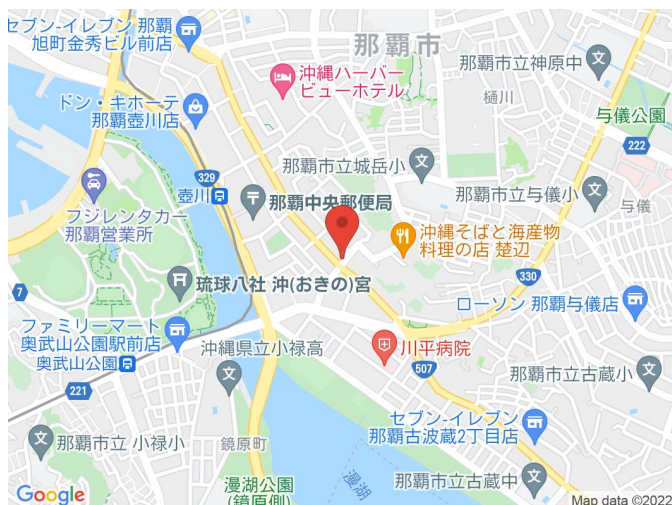 セブン-イレブン 那覇
旭町金秀ビル前店
那覇市
那覇市立神原中
沖縄ハーバー
ビューホテル
樋川
ドン・キホーテ
那覇壺川店
与儀公園
222
那覇市立城岳小
329
壺川
那覇市立与儀小
フジレンタカー
那覇営業所
那覇中央郵便局
与儀
沖縄そばと海産物
料理の店 楚辺
330
7
琉球八社 沖(おきの)宮
ローソン 那覇与儀店
ファミリーマート
奥武山公園駅前店
奥武山公園
沖縄県立小禄高
川平病院
507
那覇市立古蔵小
221
セブン-イレブン
那覇古波蔵2丁目店
那覇市立 小禄小
鏡原町
漫湖公園
(鏡原側)
漫湖
那覇市立古蔵中
Google
Map data ©2022